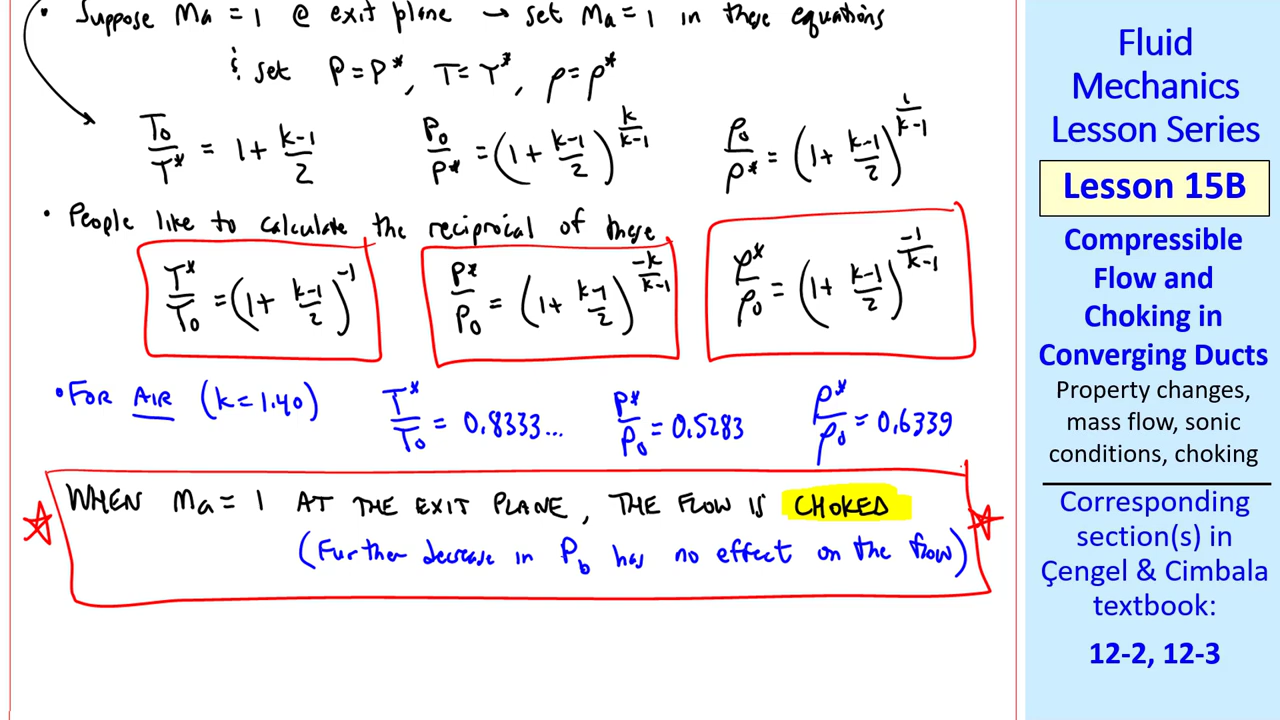 • Suppose Ma = 1 @ exit plane → set Ma = 1 in these equations
& set P = P*, T = T*, ρ = ρ*
T₀/T* = 1 + (k-1)/2    P₀/P* = (1 + (k-1)/2)^(k/(k-1))    ρ₀/ρ* = (1 + (k-1)/2)^(1/(k-1))
• People like to calculate the reciprocal of these
T*/T₀ = (1 + (k-1)/2)^(-1)    P*/P₀ = (1 + (k-1)/2)^(-k/(k-1))    ρ*/ρ₀ = (1 + (k-1)/2)^(-1/(k-1))
• FOR AIR (k = 1.40)    T*/T₀ = 0.8333...    P*/P₀ = 0.5283    ρ*/ρ₀ = 0.6339
WHEN Ma = 1 AT THE EXIT PLANE, THE FLOW IS CHOKED
(Further decrease in P_b has no effect on the flow)
Fluid
Mechanics
Lesson Series
Lesson 15B
Compressible
Flow and
Choking in
Converging Ducts
Property changes,
mass flow, sonic
conditions, choking
Corresponding
section(s) in
Çengel & Cimbala
textbook:
12-2, 12-3